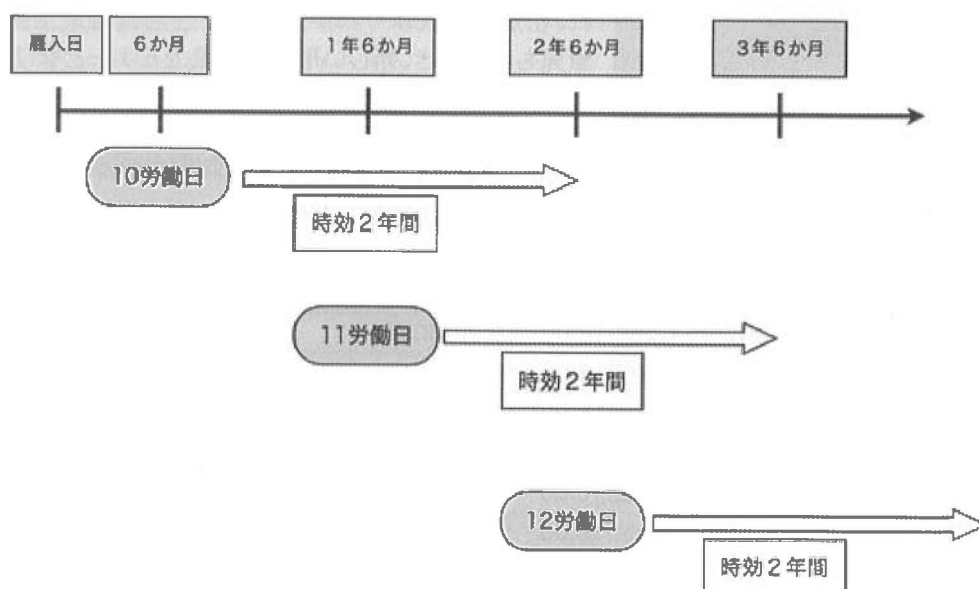 雇入日
6か月
1年6か月
2年6か月
3年6か月
10労働日
時効2年間
11労働日
時効2年間
12労働日
時効2年間